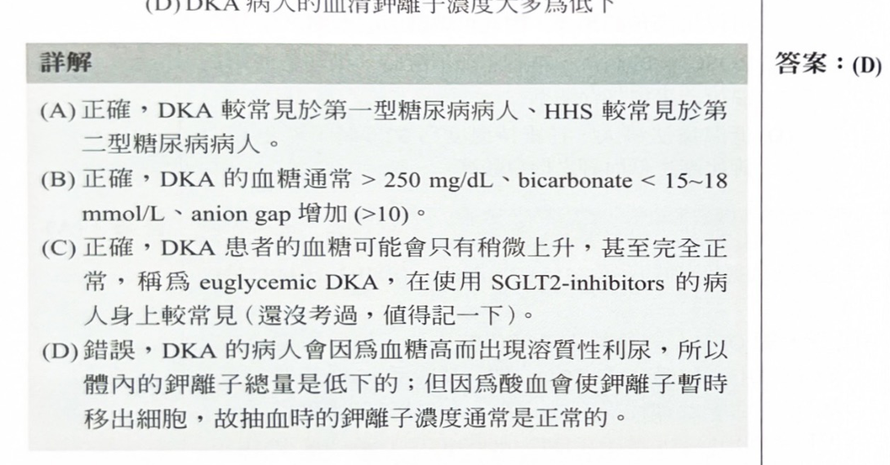 (D) DKA 病人的血清鉀離子濃度大多爲低下
詳解
答案：(D)
(A) 正確，DKA 較常見於第一型糖尿病病人、HHS 較常見於第
二型糖尿病病人。
(B) 正確，DKA 的血糖通常 > 250 mg/dL、bicarbonate < 15~18
mmol/L、anion gap 增加 (>10)。
(C) 正確，DKA 患者的血糖可能會只有稍微上升，甚至完全正
常，稱爲 euglycemic DKA，在使用 SGLT2-inhibitors 的病
人身上較常見（還沒考過，值得記一下）。
(D) 錯誤，DKA 的病人會因爲血糖高而出現溶質性利尿，所以
體內的鉀離子總量是低下的；但因爲酸血會使鉀離子暫時
移出細胞，故抽血時的鉀離子濃度通常是正常的。